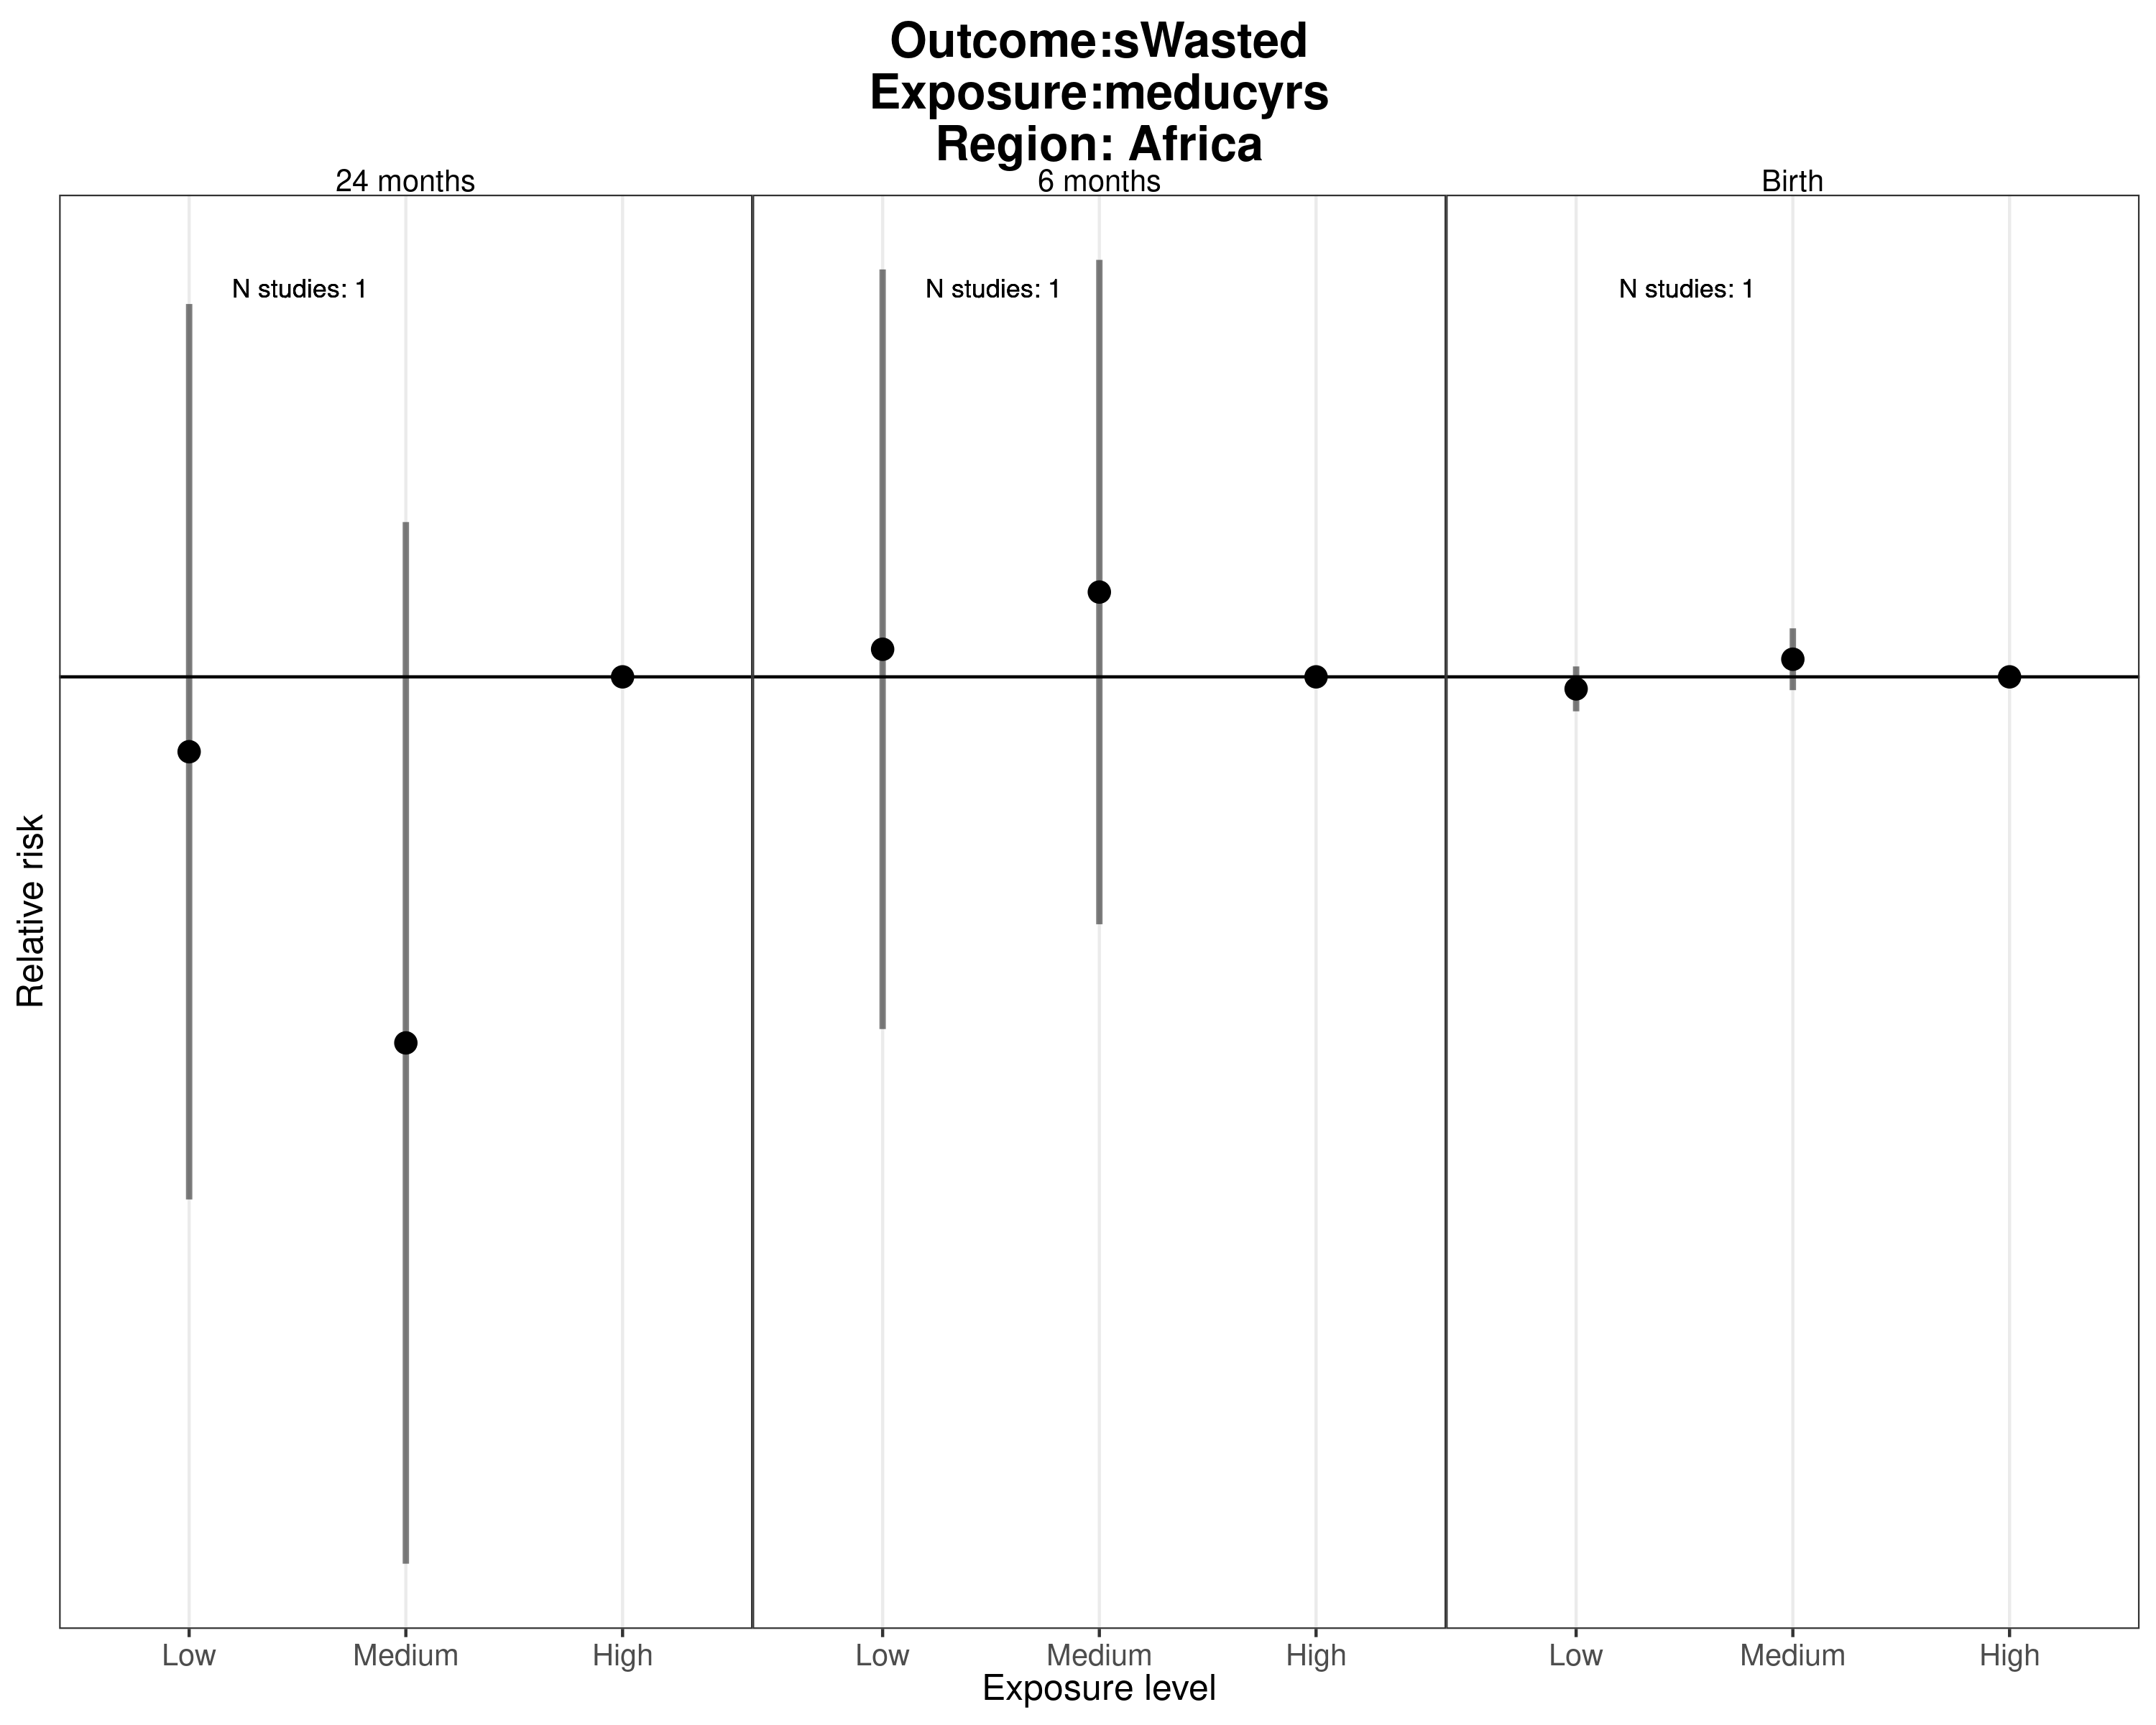 Outcome:sWasted
Exposure:meducyrs
Region: Africa
24 months
6 months
Birth
N studies: 1
N studies: 1
N studies: 1
Relative risk
Low
Medium
High
Low
Medium
High
Low
Medium
High
Exposure level